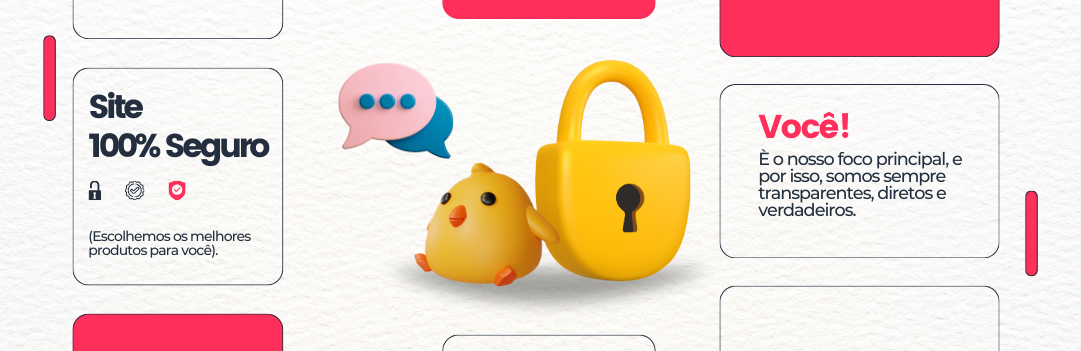 Site
100% Seguro
(Escolhemos os melhores
produtos para você).
Você!
È o nosso foco principal, e
por isso, somos sempre
transparentes, diretos e
verdadeiros.